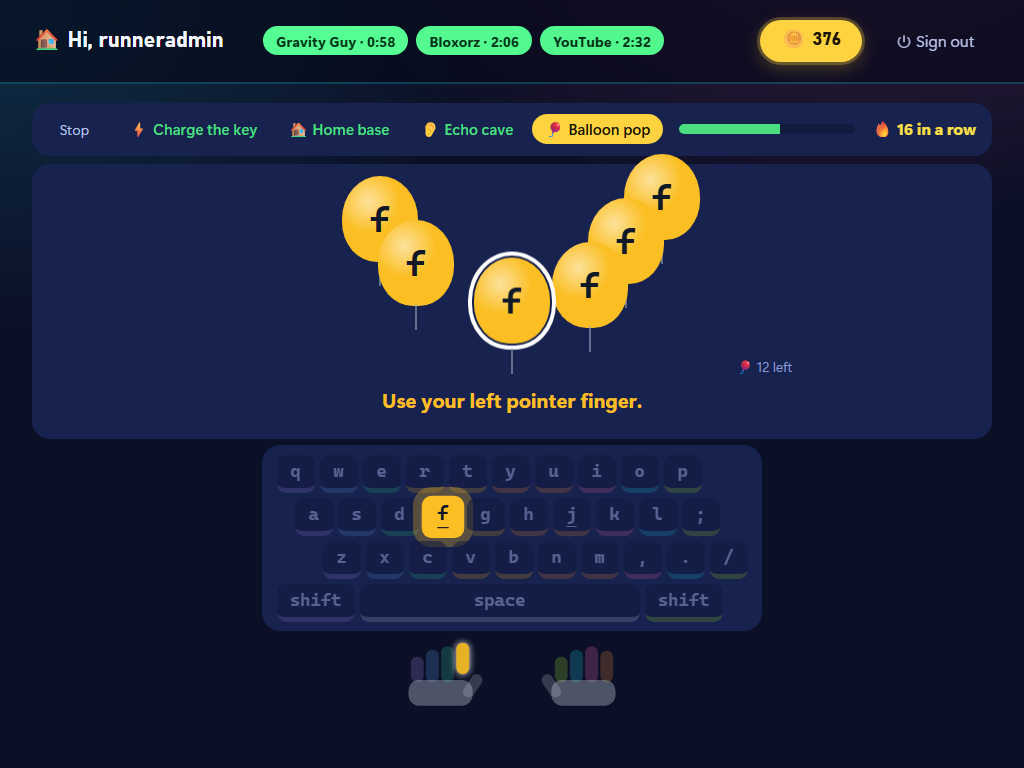 Hi, runneradmin
Gravity Guy · 0:58
Bloxorz · 2:06
YouTube · 2:32
376
Sign out
Stop
Charge the key
Home base
Echo cave
Balloon pop
16 in a row
f
f
f
f
f
f
12 left
Use your left pointer finger.
q w e r t y u i o p
a s d f g h j k l ;
z x c v b n m , . /
shift space shift